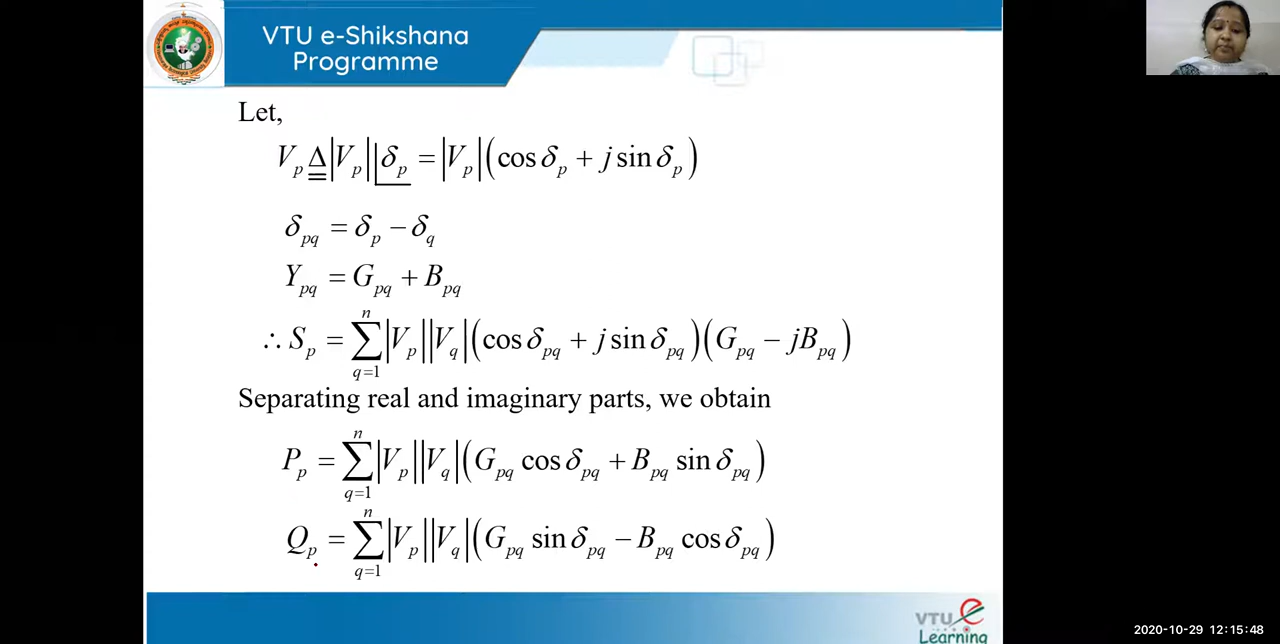 VTU e-Shikshana
Programme
Let,
V_p Δ |V_p| |δ_p = |V_p| (cos δ_p + j sin δ_p)
δ_pq = δ_p − δ_q
Y_pq = G_pq + B_pq
∴ S_p = ∑_{q=1}^{n} |V_p||V_q| (cos δ_pq + j sin δ_pq)(G_pq − jB_pq)
Separating real and imaginary parts, we obtain
P_p = ∑_{q=1}^{n} |V_p||V_q| (G_pq cos δ_pq + B_pq sin δ_pq)
Q_p = ∑_{q=1}^{n} |V_p||V_q| (G_pq sin δ_pq − B_pq cos δ_pq)
VTU e
Learning
2020-10-29 12:15:48